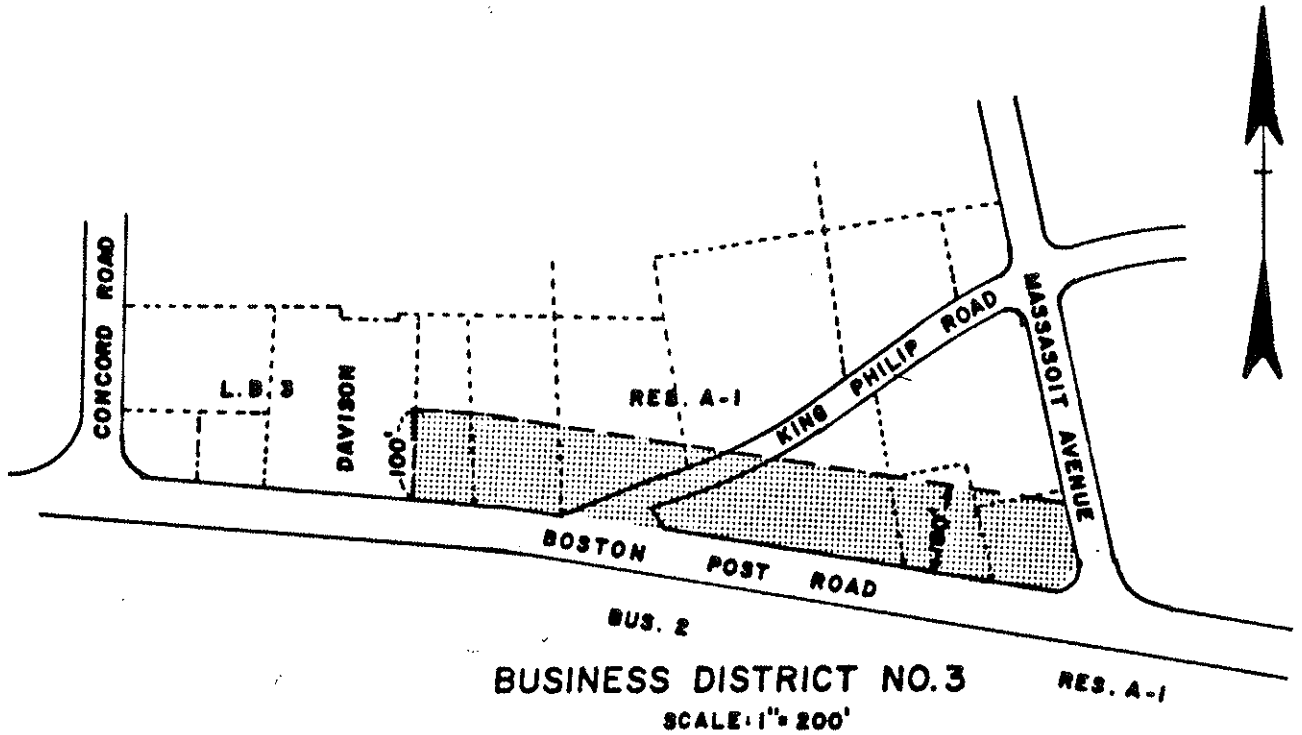 CONCORD ROAD
L. B 3
DAVISON
100'
RES. A-1
KING PHILIP ROAD
MASSASOIT AVENUE
BOSTON POST ROAD
BUS. 2
RES. A-1
BUSINESS DISTRICT NO. 3
SCALE: 1" = 200'